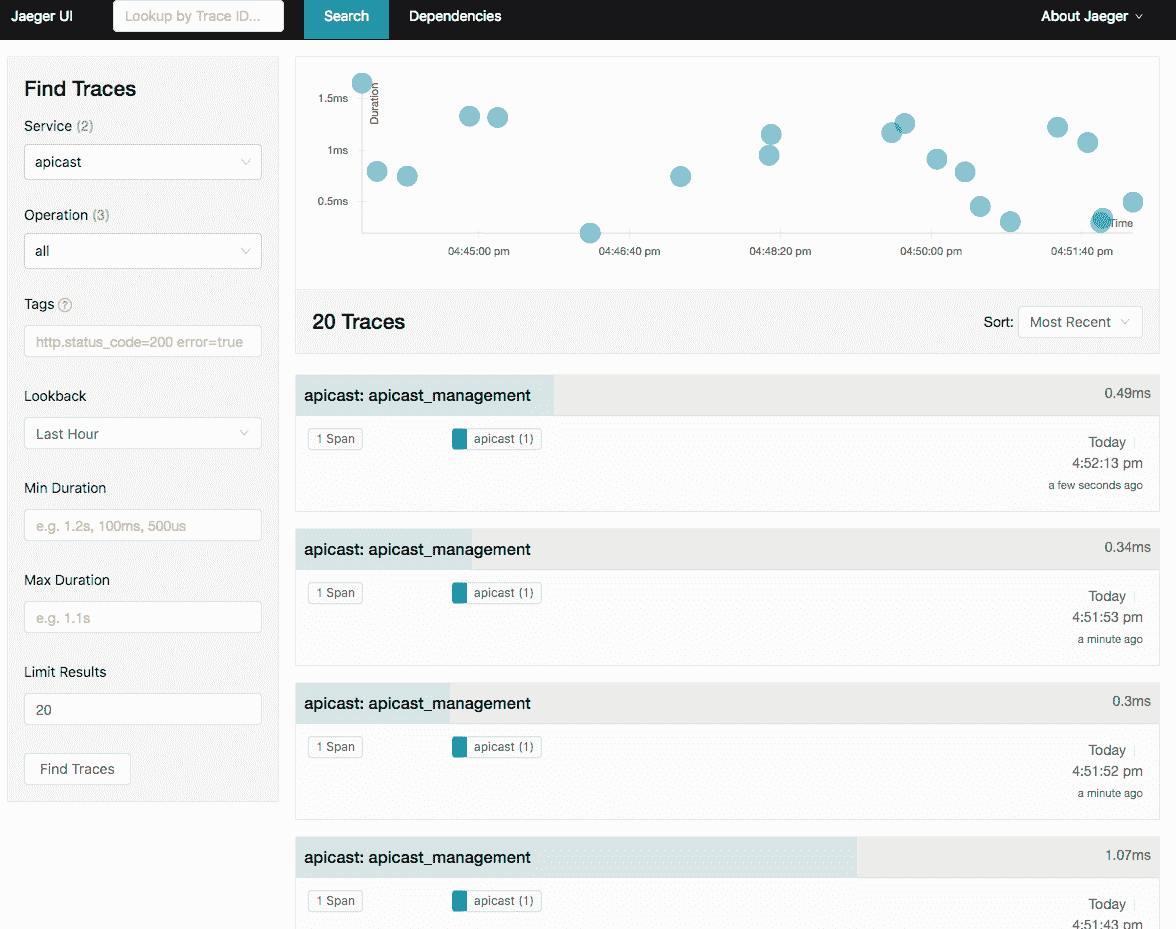 Jaeger UI Lookup by Trace ID... Search Dependencies About Jaeger
Find Traces
Service (2)
apicast
Operation (3)
all
Tags ?
http.status_code=200 error=true
Lookback
Last Hour
Min Duration
e.g. 1.2s, 100ms, 500us
Max Duration
e.g. 1.1s
Limit Results
20
Find Traces
Duration
1.5ms
1ms
0.5ms
Time
04:45:00 pm 04:46:40 pm 04:48:20 pm 04:50:00 pm 04:51:40 pm
20 Traces Sort: Most Recent
apicast: apicast_management 0.49ms
1 Span apicast (1) Today
4:52:13 pm
a few seconds ago
apicast: apicast_management 0.34ms
1 Span apicast (1) Today
4:51:53 pm
a minute ago
apicast: apicast_management 0.3ms
1 Span apicast (1) Today
4:51:52 pm
a minute ago
apicast: apicast_management 1.07ms
1 Span apicast (1) Today
4:51:43 pm